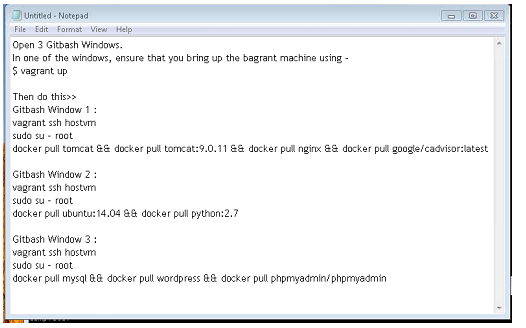 Untitled - Notepad
File Edit Format View Help
Open 3 Gitbash Windows.
In one of the windows, ensure that you bring up the bagrant machine using -
$ vagrant up
Then do this>>
Gitbash Window 1 :
vagrant ssh hostvm
sudo su - root
docker pull tomcat && docker pull tomcat:9.0.11 && docker pull nginx && docker pull google/cadvisor:latest
Gitbash Window 2 :
vagrant ssh hostvm
sudo su - root
docker pull ubuntu:14.04 && docker pull python:2.7
Gitbash Window 3 :
vagrant ssh hostvm
sudo su - root
docker pull mysql && docker pull wordpress && docker pull phpmyadmin/phpmyadmin